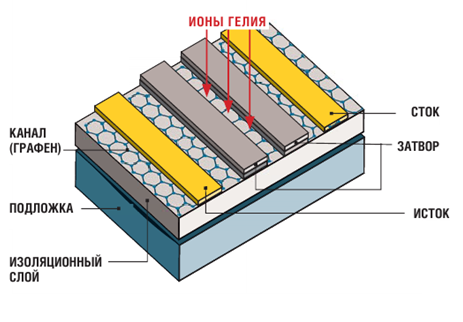 ИОНЫ ГЕЛИЯ
СТОК
КАНАЛ
(ГРАФЕН)
ЗАТВОР
ПОДЛОЖКА
ИСТОК
ИЗОЛЯЦИОННЫЙ
СЛОЙ